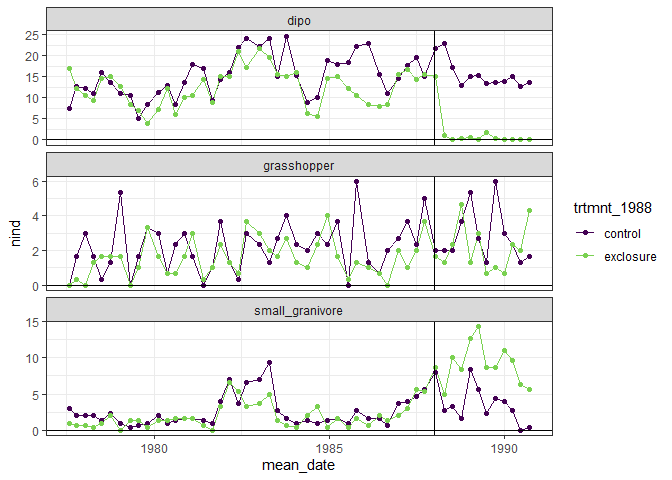 dipo
25
20
15
10
5
0
grasshopper
6
4
2
0
small_granivore
15
10
5
0
nind
1980 1985 1990
mean_date
trtmnt_1988
control
exclosure